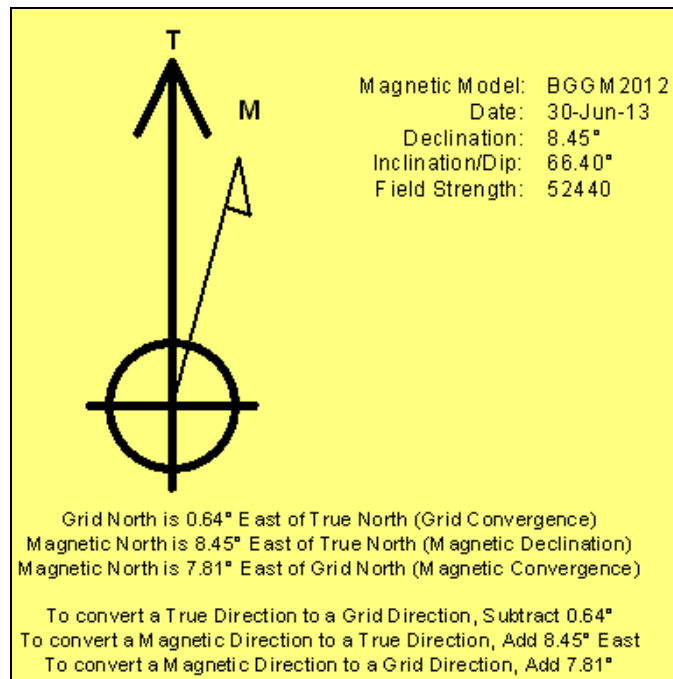 T
M
Magnetic Model: BGGM2012
Date: 30-Jun-13
Declination: 8.45°
Inclination/Dip: 66.40°
Field Strength: 52440
Grid North is 0.64° East of True North (Grid Convergence)
Magnetic North is 8.45° East of True North (Magnetic Declination)
Magnetic North is 7.81° East of Grid North (Magnetic Convergence)
To convert a True Direction to a Grid Direction, Subtract 0.64°
To convert a Magnetic Direction to a True Direction, Add 8.45° East
To convert a Magnetic Direction to a Grid Direction, Add 7.81°